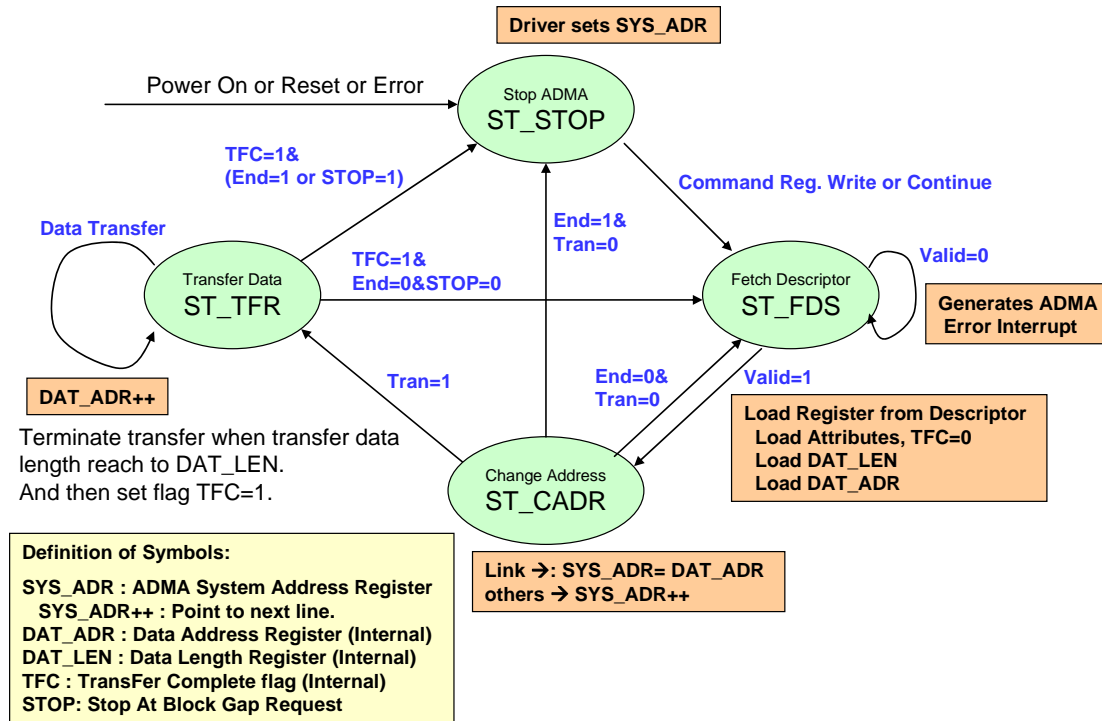 Driver sets SYS_ADR
Power On or Reset or Error
Stop ADMA
ST_STOP
TFC=1&
(End=1 or STOP=1)
Command Reg. Write or Continue
End=1&
Tran=0
Data Transfer
TFC=1&
End=0&STOP=0
Valid=0
Transfer Data
ST_TFR
Fetch Descriptor
ST_FDS
Generates ADMA
Error Interrupt
DAT_ADR++
Tran=1
End=0&
Tran=0
Valid=1
Terminate transfer when transfer data
length reach to DAT_LEN.
And then set flag TFC=1.
Load Register from Descriptor
Load Attributes, TFC=0
Load DAT_LEN
Load DAT_ADR
Change Address
ST_CADR
Link →: SYS_ADR= DAT_ADR
others → SYS_ADR++
Definition of Symbols:
SYS_ADR : ADMA System Address Register
SYS_ADR++ : Point to next line.
DAT_ADR : Data Address Register (Internal)
DAT_LEN : Data Length Register (Internal)
TFC : TransFer Complete flag (Internal)
STOP: Stop At Block Gap Request